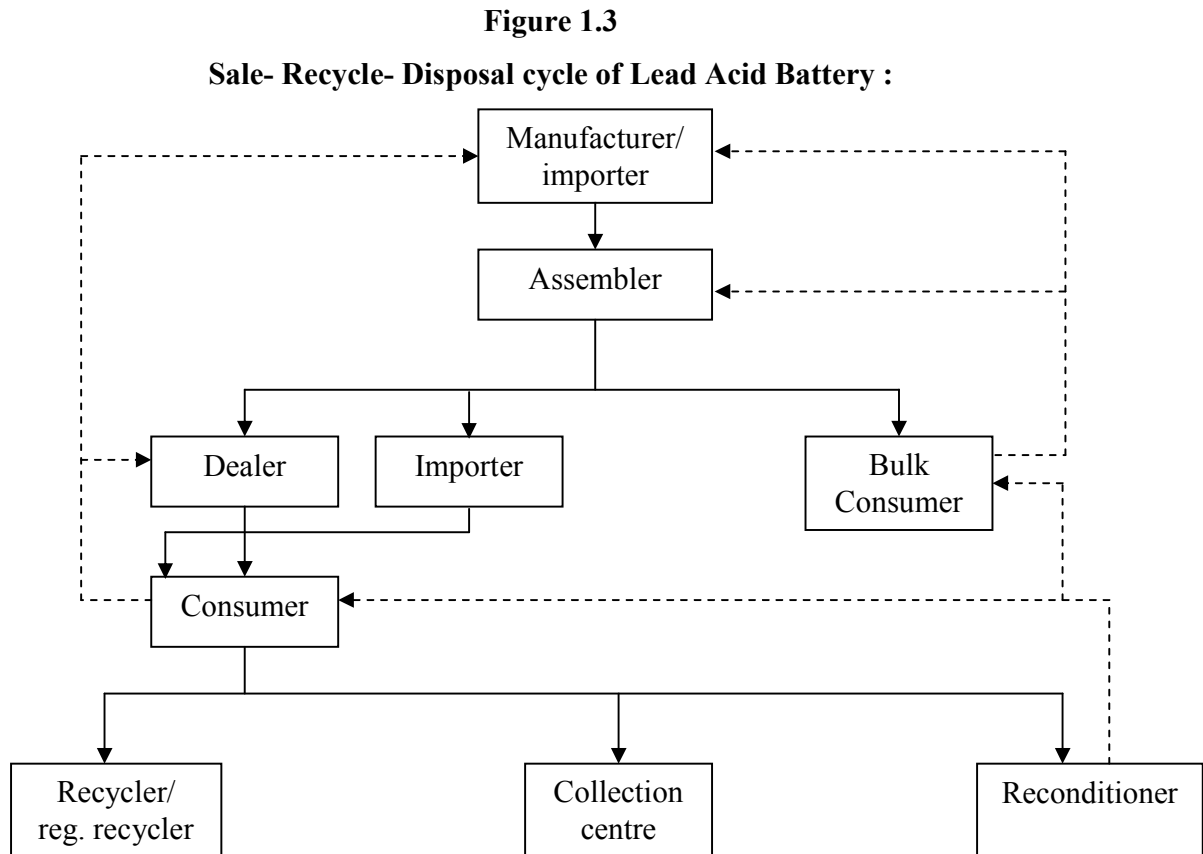 Figure 1.3
Sale- Recycle- Disposal cycle of Lead Acid Battery :
Manufacturer/
importer
Assembler
Dealer
Importer
Bulk
Consumer
Consumer
Recycler/
reg. recycler
Collection
centre
Reconditioner